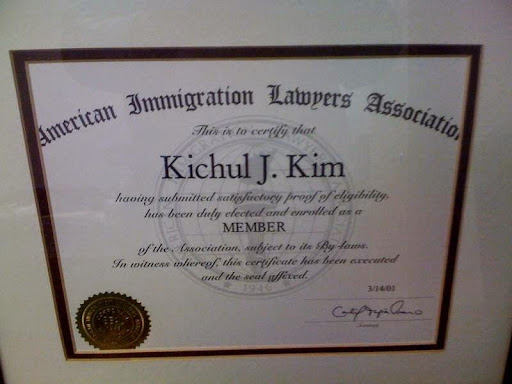 American Immigration Lawyers Association
This is to certify that
Kichul J. Kim
having submitted satisfactory proof of eligibility,
has been duly elected and enrolled as a
MEMBER
of the Association, subject to its By-laws.
In witness whereof, this certificate has been executed
and the seal affixed.
1946
3/14/01